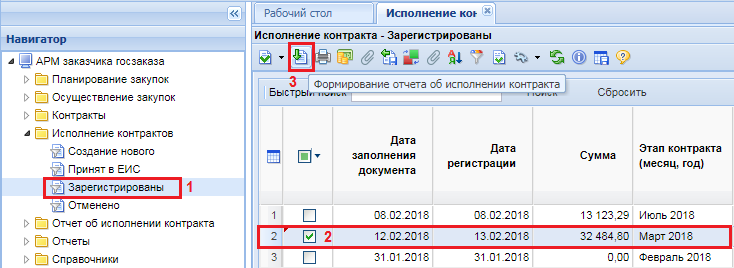 Рабочий стол
Исполнение кон
Навигатор
АРМ заказчика госзаказа
Планирование закупок
Осуществление закупок
Контракты
Исполнение контрактов
Создание нового
Принят в ЕИС
Зарегистрированы 1
Отменено
Отчет об исполнении контракта
Отчеты
Справочники
Исполнение контракта - Зарегистрированы
3
Формирование отчета об исполнении контракта
Быстрый Сбросить
Дата заполнения документа
Дата регистрации
Сумма
Этап контракта (месяц, год)
1 08.02.2018 08.02.2018 13 123,29 Июль 2018
2 2 12.02.2018 13.02.2018 32 484,80 Март 2018
3 31.01.2018 31.01.2018 0,00 Февраль 2018